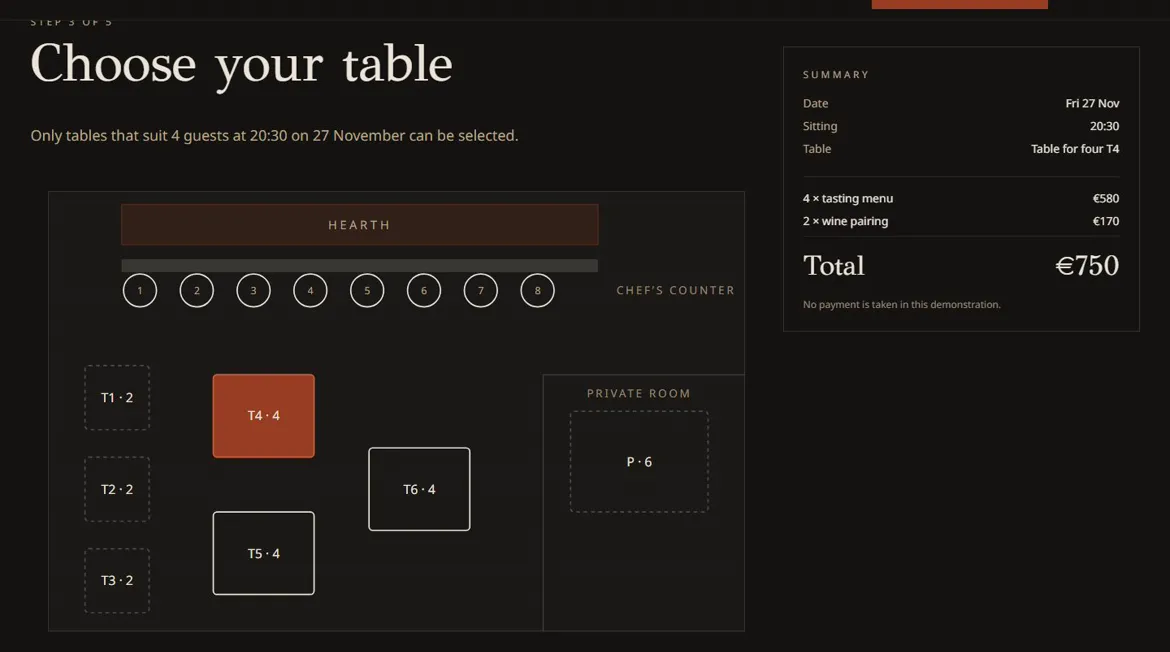 STEP 3 OF 5
Choose your table
Only tables that suit 4 guests at 20:30 on 27 November can be selected.
HEARTH
1 2 3 4 5 6 7 8
CHEF'S COUNTER
T1 · 2
T4 · 4
PRIVATE ROOM
P · 6
T2 · 2
T6 · 4
T5 · 4
T3 · 2
SUMMARY
Date Fri 27 Nov
Sitting 20:30
Table Table for four T4
4 × tasting menu €580
2 × wine pairing €170
Total €750
No payment is taken in this demonstration.